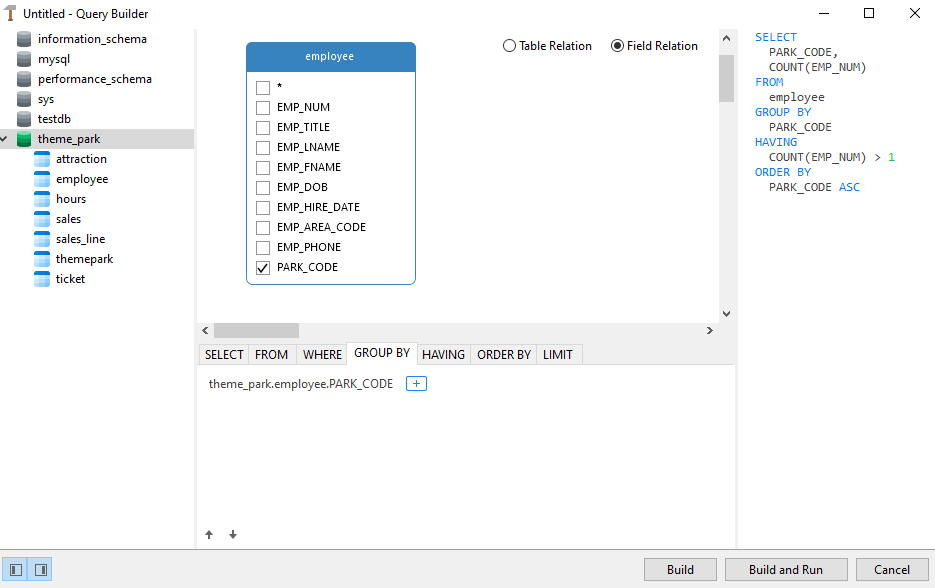 Untitled - Query Builder
information_schema
mysql
performance_schema
sys
testdb
theme_park
attraction
employee
hours
sales
sales_line
themepark
ticket
employee
*
EMP_NUM
EMP_TITLE
EMP_LNAME
EMP_FNAME
EMP_DOB
EMP_HIRE_DATE
EMP_AREA_CODE
EMP_PHONE
PARK_CODE
Table Relation Field Relation
SELECT FROM WHERE GROUP BY HAVING ORDER BY LIMIT
theme_park.employee.PARK_CODE +
SELECT
PARK_CODE,
COUNT(EMP_NUM)
FROM
employee
GROUP BY
PARK_CODE
HAVING
COUNT(EMP_NUM) > 1
ORDER BY
PARK_CODE ASC
Build Build and Run Cancel